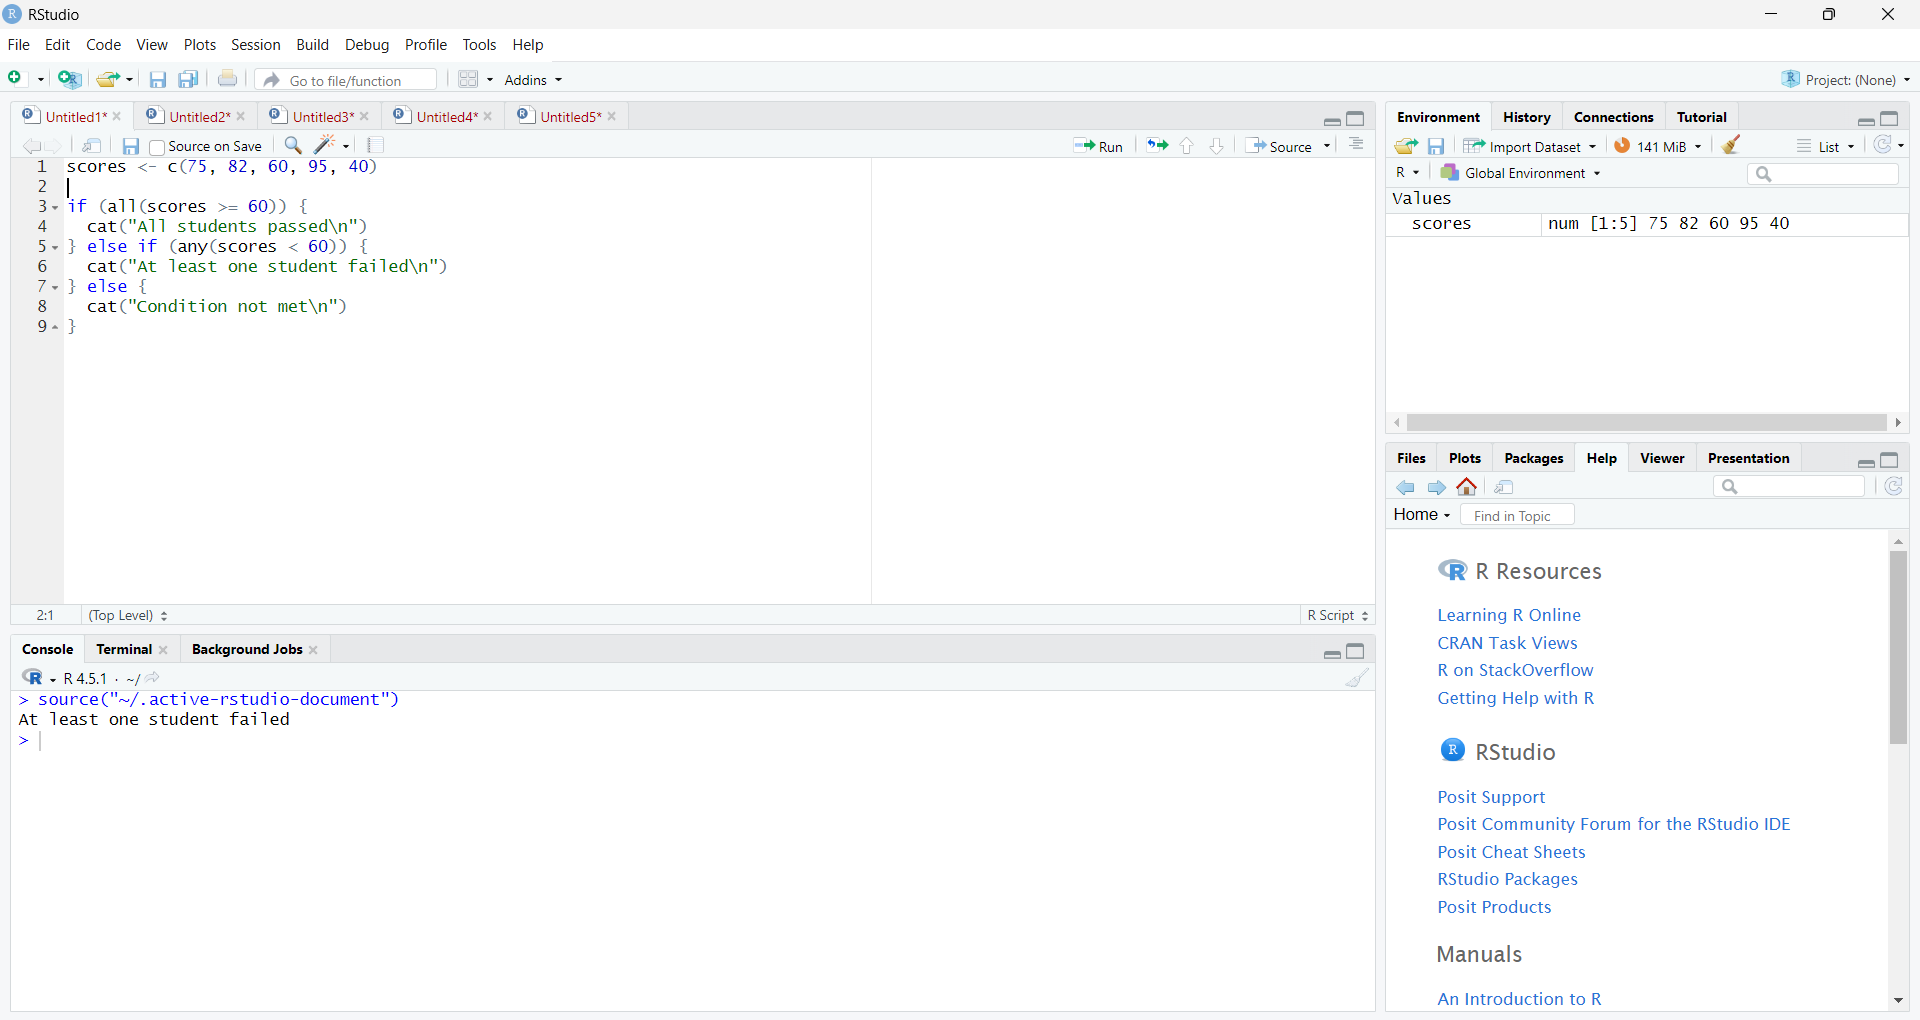 RStudio
File Edit Code View Plots Session Build Debug Profile Tools Help
Go to file/function Addins Project: (None)
Untitled1* Untitled2* Untitled3* Untitled4* Untitled5*
Source on Save Run Source
1 scores <- c(75, 82, 60, 95, 40)
2
3 if (all(scores >= 60)) {
4 cat("All students passed\n")
5 } else if (any(scores < 60)) {
6 cat("At least one student failed\n")
7 } else {
8 cat("Condition not met\n")
9 }
2:1 (Top Level) R Script
Console Terminal Background Jobs
R 4.5.1 · ~/
> source("~/.active-rstudio-document")
At least one student failed
>
Environment History Connections Tutorial
Import Dataset 141 MiB List
R Global Environment
Values
scores num [1:5] 75 82 60 95 40
Files Plots Packages Help Viewer Presentation
Home Find in Topic
R Resources
Learning R Online
CRAN Task Views
R on StackOverflow
Getting Help with R
R RStudio
Posit Support
Posit Community Forum for the RStudio IDE
Posit Cheat Sheets
RStudio Packages
Posit Products
Manuals
An Introduction to R